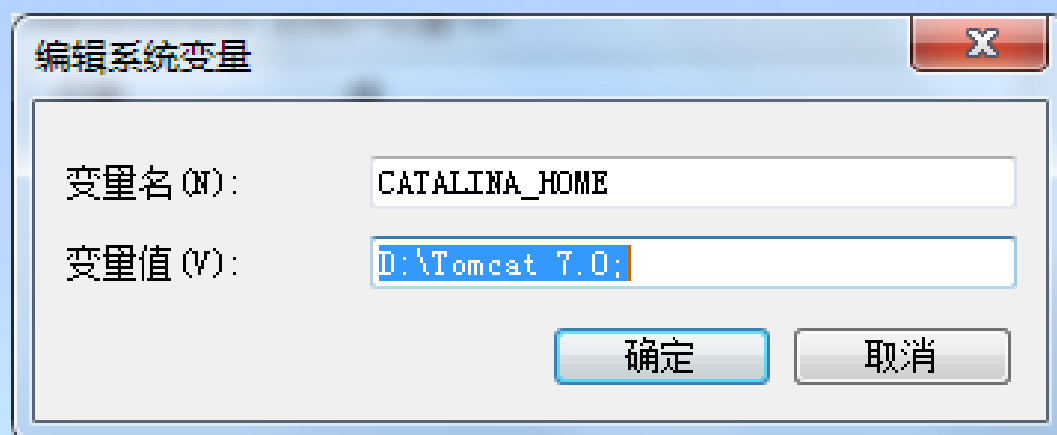 编辑系统变量
变量名(N):
CATALINA_HOME
变量值(V):
D:\Tomcat 7.0;
确定
取消